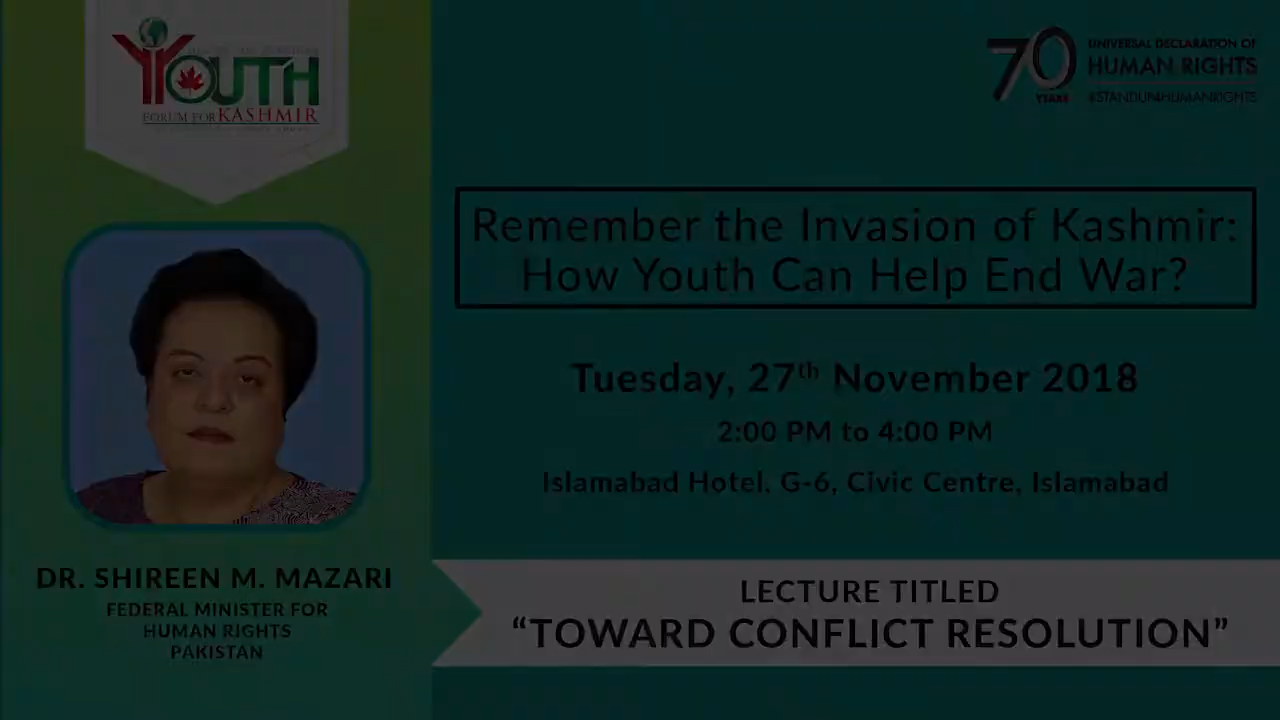 YOUTH
FORUM FOR KASHMIR
70
YEARS
UNIVERSAL DECLARATION OF
HUMAN RIGHTS
#STANDUP4HUMANRIGHTS
Remember the Invasion of Kashmir:
How Youth Can Help End War?
Tuesday, 27th November 2018
2:00 PM to 4:00 PM
Islamabad Hotel, G-6, Civic Centre, Islamabad
DR. SHIREEN M. MAZARI
FEDERAL MINISTER FOR
HUMAN RIGHTS
PAKISTAN
LECTURE TITLED
“TOWARD CONFLICT RESOLUTION”